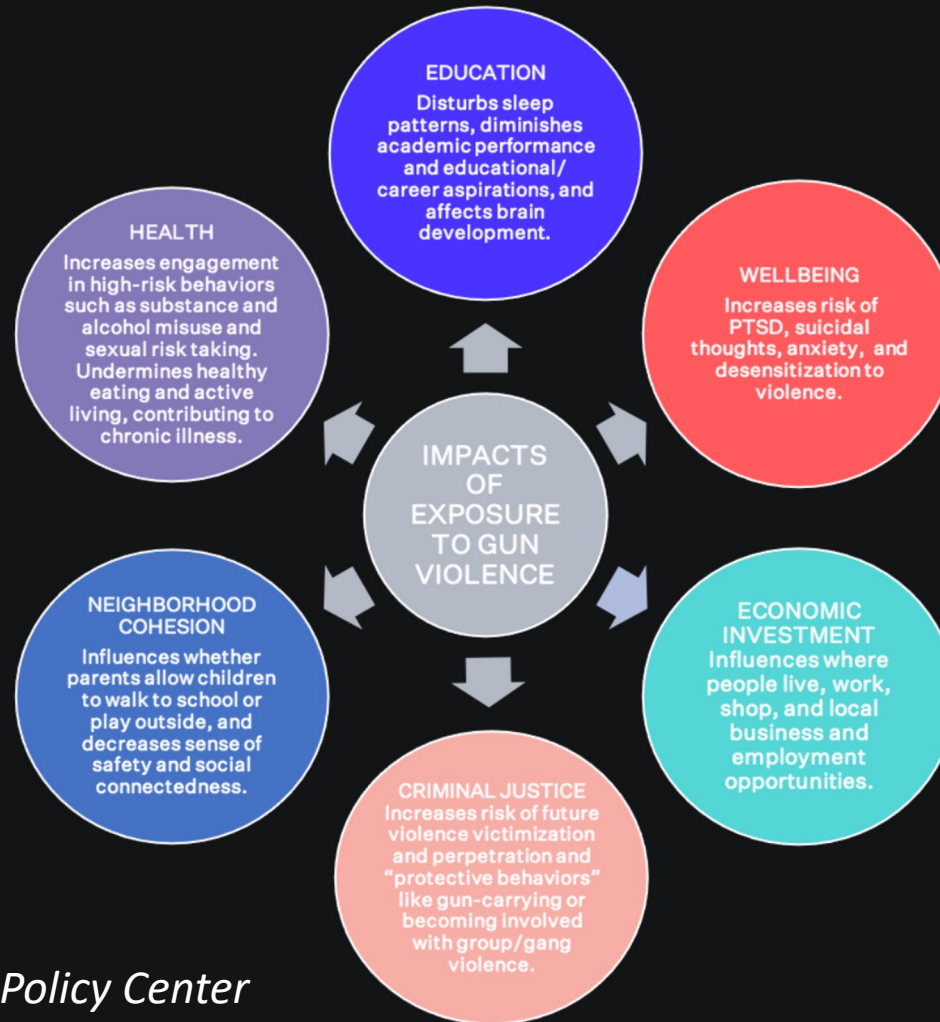 EDUCATION
Disturbs sleep
patterns, diminishes
academic performance
and educational/
career aspirations, and
affects brain
development.
HEALTH
Increases engagement
in high-risk behaviors
such as substance and
alcohol misuse and
sexual risk taking.
Undermines healthy
eating and active
living, contributing to
chronic illness.
WELLBEING
Increases risk of
PTSD, suicidal
thoughts, anxiety, and
desensitization to
violence.
IMPACTS
OF
EXPOSURE
TO GUN
VIOLENCE
NEIGHBORHOOD
COHESION
Influences whether
parents allow children
to walk to school or
play outside, and
decreases sense of
safety and social
connectedness.
ECONOMIC
INVESTMENT
Influences where
people live, work,
shop, and local
business and
employment
opportunities.
CRIMINAL JUSTICE
Increases risk of future
violence victimization
and perpetration and
“protective behaviors”
like gun-carrying or
becoming involved
with group/gang
violence.
Policy Center